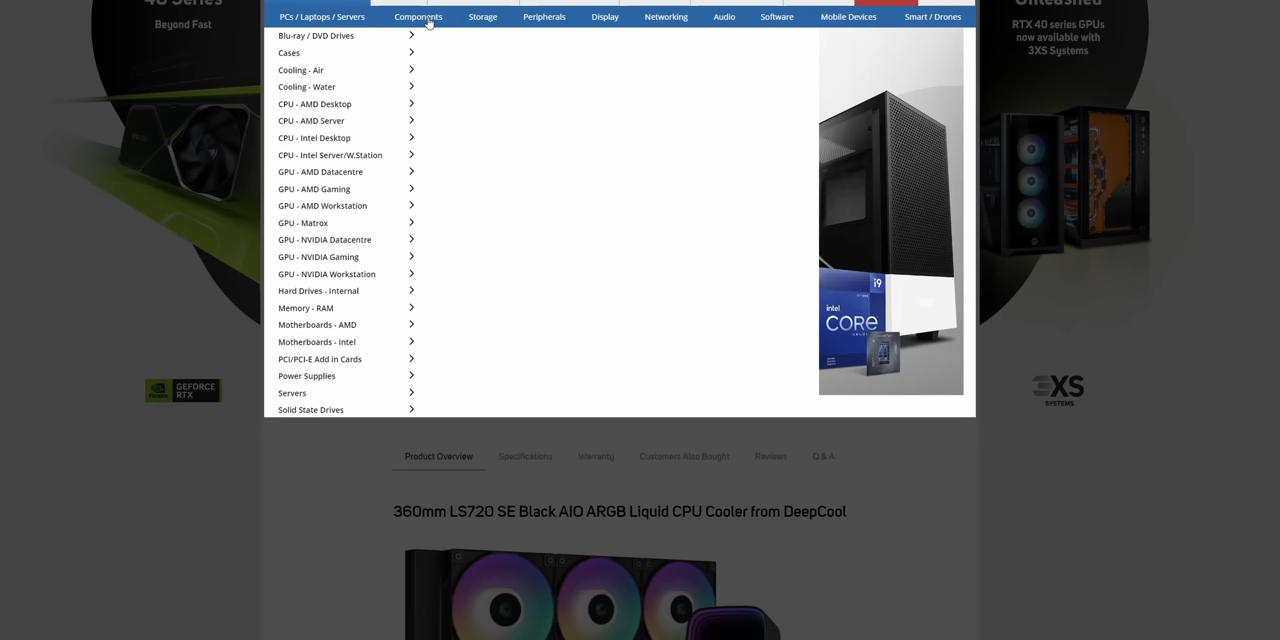 Beyond Fast
PCs / Laptops / Servers Components Storage Peripherals Display Networking Audio Software Mobile Devices Smart / Drones
RTX 40 series GPUs
now available with
3XS Systems
Blu-ray / DVD Drives
Cases
Cooling - Air
Cooling - Water
CPU - AMD Desktop
CPU - AMD Server
CPU - Intel Desktop
CPU - Intel Server/W.Station
GPU - AMD Datacentre
GPU - AMD Gaming
GPU - AMD Workstation
GPU - Matrox
GPU - NVIDIA Datacentre
GPU - NVIDIA Gaming
GPU - NVIDIA Workstation
Hard Drives - Internal
Memory - RAM
Motherboards - AMD
Motherboards - Intel
PCI/PCI-E Add in Cards
Power Supplies
Servers
Solid State Drives
i9
intel
CORE
GEFORCE
RTX
3XS
SYSTEMS
Product Overview Specifications Warranty Customers Also Bought Reviews Q & A
360mm LS720 SE Black AIO ARGB Liquid CPU Cooler from DeepCool